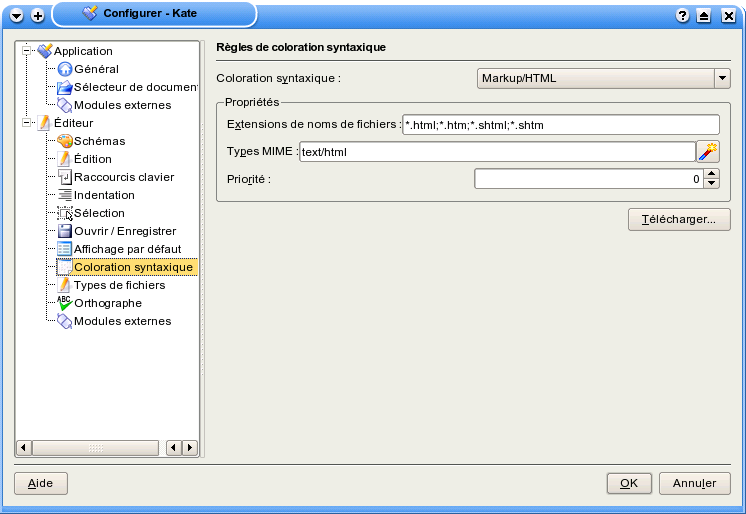 Configurer - Kate
Application
Général
Sélecteur de documen
Modules externes
Éditeur
Schémas
Édition
Raccourcis clavier
Indentation
Sélection
Ouvrir / Enregistrer
Affichage par défaut
Coloration syntaxique
Types de fichiers
ABC
Orthographe
Modules externes
Règles de coloration syntaxique
Coloration syntaxique :
Markup/HTML
Propriétés
Extensions de noms de fichiers :
*.html;*.htm;*.shtml;*.shtm
Types MIME :
text/html
Priorité :
0
Télécharger...
Aide
OK
Annuler